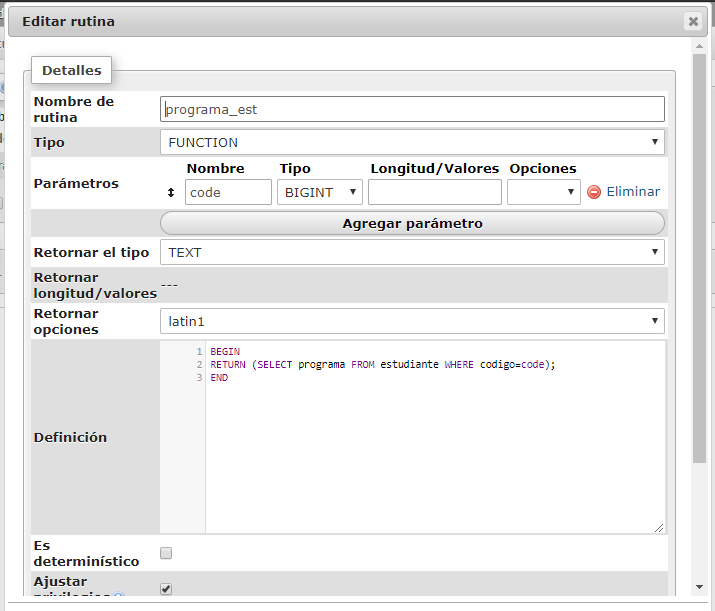 Editar rutina
Detalles
Nombre de rutina programa_est
Tipo FUNCTION
Nombre Tipo Longitud/Valores Opciones
Parámetros code BIGINT Eliminar
Agregar parámetro
Retornar el tipo TEXT
Retornar longitud/valores ---
Retornar opciones latin1
Definición
1 BEGIN
2 RETURN (SELECT programa FROM estudiante WHERE codigo=code);
3 END
Es determinístico
Ajustar privilegios